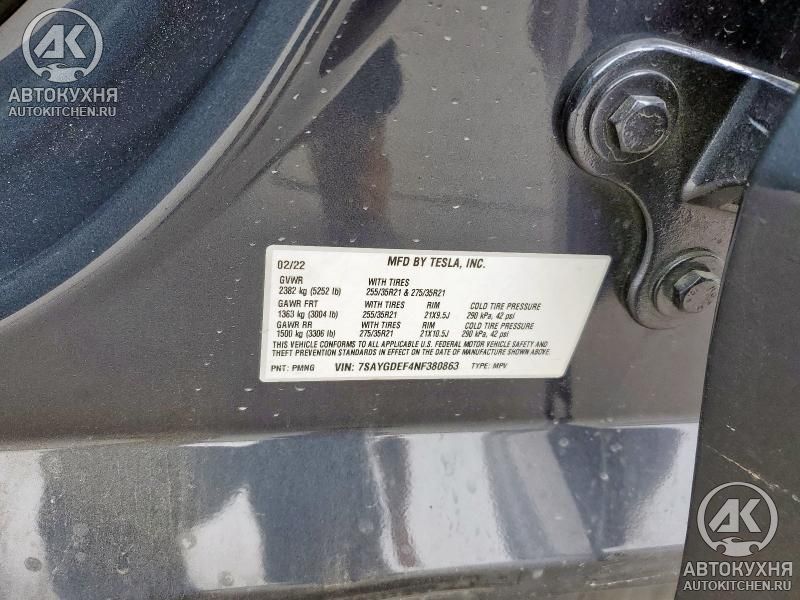 AK
АВТОКУХНЯ
AUTOKITCHEN.RU
02/22 MFD BY TESLA, INC.
GVWR WITH TIRES
2382 kg (5252 lb) 255/35R21 & 275/35R21
GAWR FRT WITH TIRES RIM COLD TIRE PRESSURE
1363 kg (3004 lb) 255/35R21 21X9.5J 290 kPa, 42 psi
GAWR RR WITH TIRES RIM COLD TIRE PRESSURE
1500 kg (3306 lb) 275/35R21 21X10.5J 290 kPa, 42 psi
THIS VEHICLE CONFORMS TO ALL APPLICABLE U.S. FEDERAL MOTOR VEHICLE SAFETY AND
THEFT PREVENTION STANDARDS IN EFFECT ON THE DATE OF MANUFACTURE SHOWN ABOVE.
PNT: PMNG VIN: 7SAYGDEF4NF380863 TYPE: MPV
AK
АВТОКУХНЯ
AUTOKITCHEN.RU